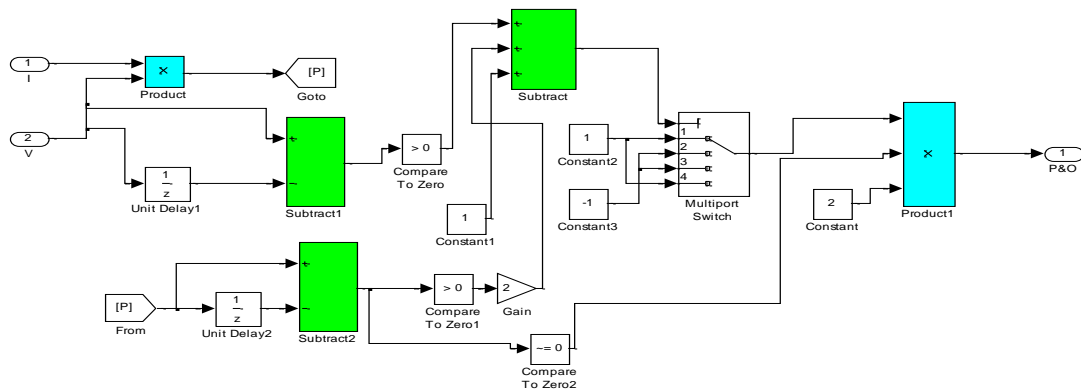 1
I
2
V
×
Product
[P]
Goto
1
z
Unit Delay1
+
−
Subtract1
> 0
Compare
To Zero
1
Constant1
+
+
+
Subtract
1
Constant2
-1
Constant3
1
2
3
4
Multiport
Switch
2
Constant
×
Product1
1
P&O
[P]
From
1
z
Unit Delay2
+
−
Subtract2
> 0
Compare
To Zero1
2
Gain
~= 0
Compare
To Zero2